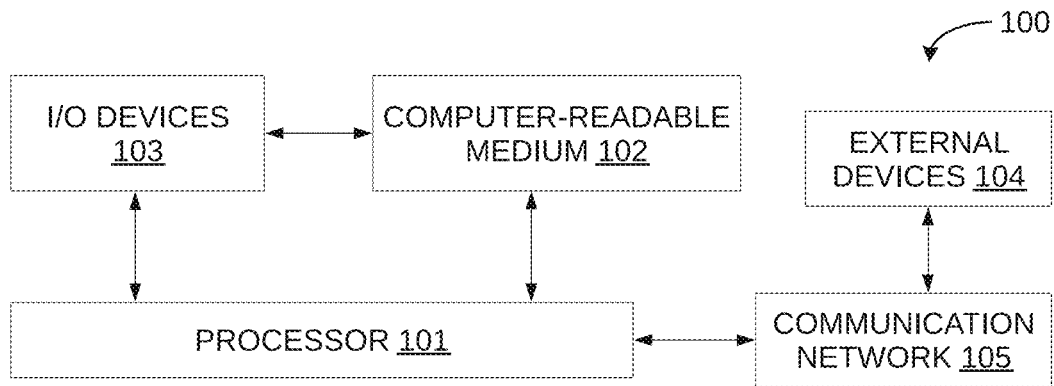 100
I/O DEVICES
103
COMPUTER-READABLE
MEDIUM 102
EXTERNAL
DEVICES 104
PROCESSOR 101
COMMUNICATION
NETWORK 105